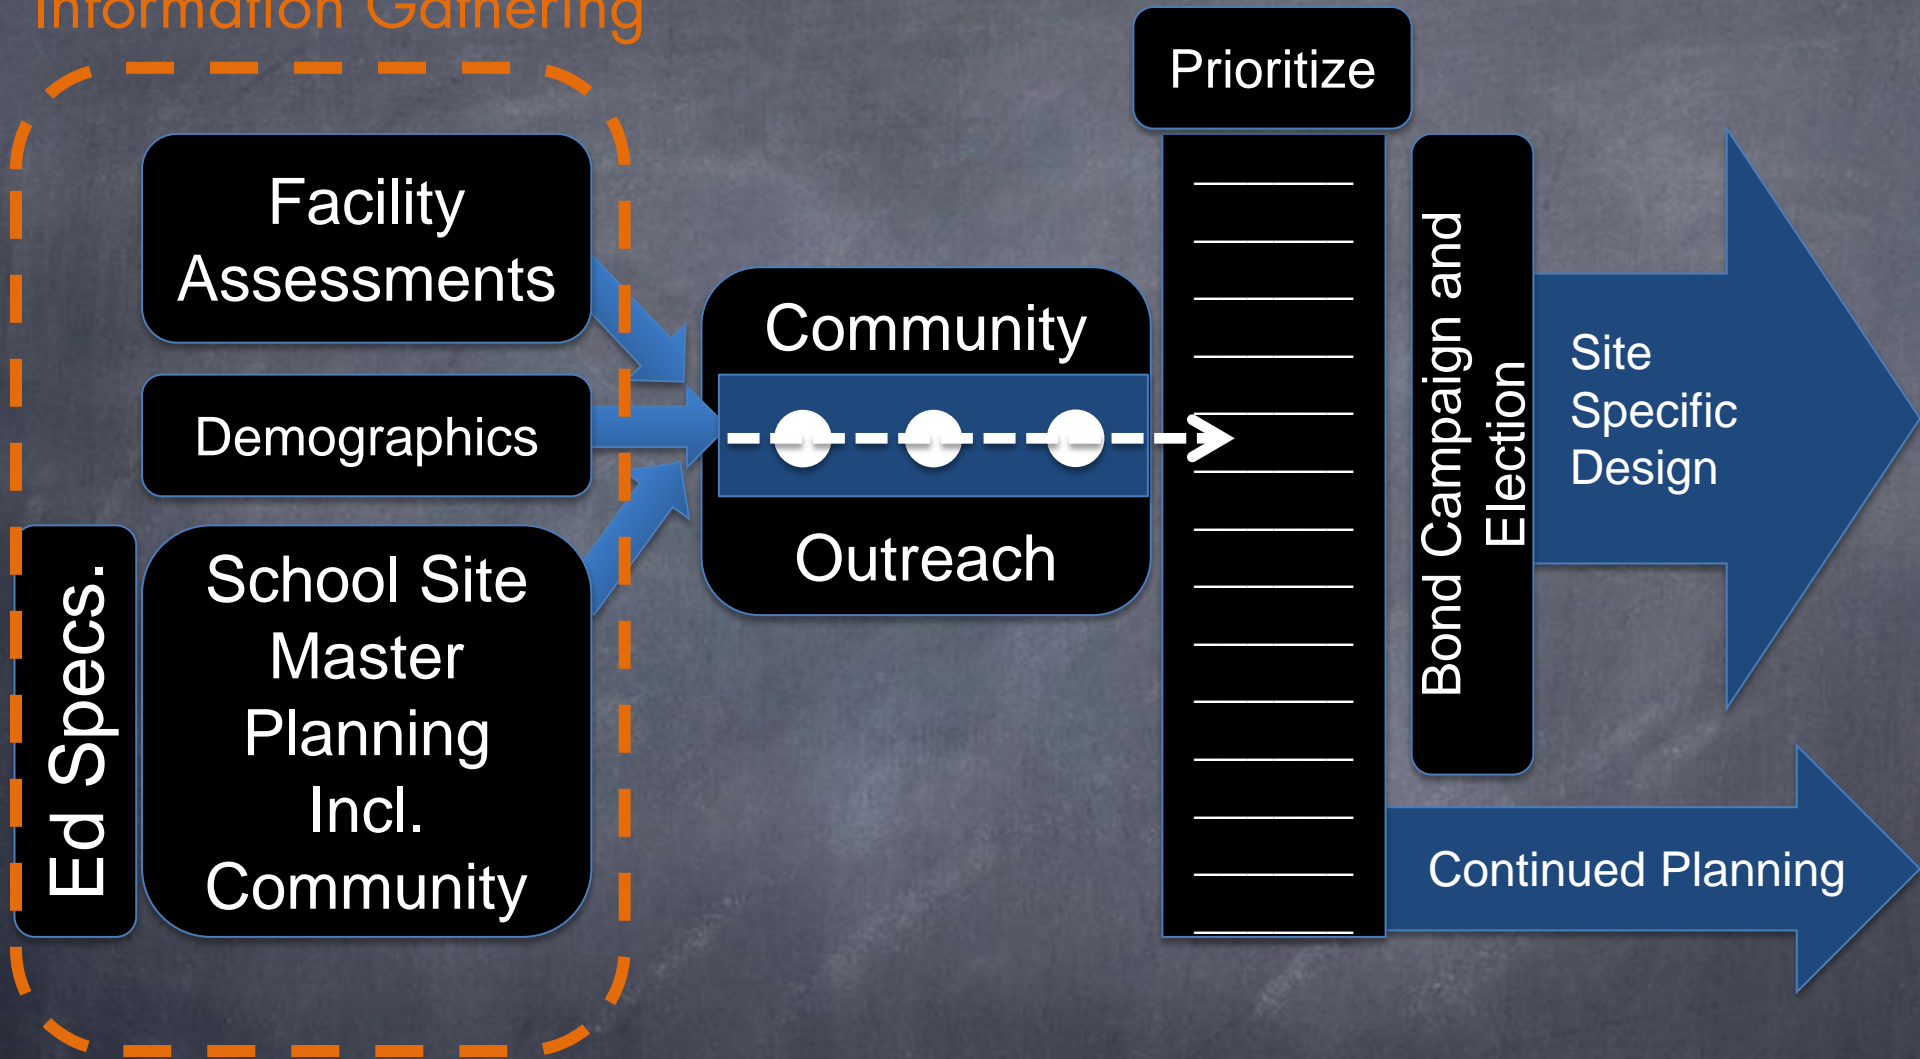 Information Gathering
Prioritize
Facility
Assessments
Demographics
Ed Specs.
School Site
Master
Planning
Incl.
Community
Community
Outreach
Bond Campaign and
Election
Site
Specific
Design
Continued Planning